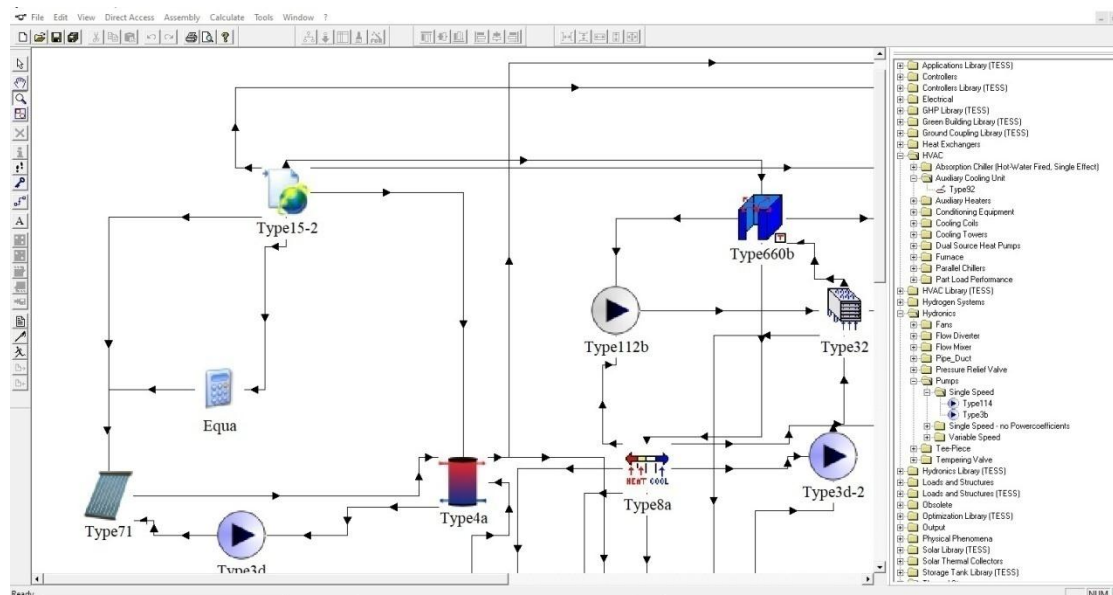 File Edit View Direct Access Assembly Calculate Tools Window ?
Type15-2
Type660b
Type112b
Type32
Equa
Type71
Type3d
Type4a
Type8a
HEAT COOL
Type3d-2
Applications Library (TESS)
Controllers
Controllers Library (TESS)
Electrical
GHP Library (TESS)
Green Building Library (TESS)
Ground Coupling Library (TESS)
Heat Exchangers
HVAC
Absorption Chiller (Hot-Water Fired, Single Effect)
Auxiliary Cooling Unit
Type92
Auxiliary Heaters
Conditioning Equipment
Cooling Coils
Cooling Towers
Dual Source Heat Pumps
Furnace
Parallel Chillers
Part Load Performance
HVAC Library (TESS)
Hydrogen Systems
Hydronics
Fans
Flow Diverter
Flow Mixer
Pipe_Duct
Pressure Relief Valve
Pumps
Single Speed
Type114
Type3b
Single Speed - no Powercoefficients
Variable Speed
Tee-Piece
Tempering Valve
Hydronics Library (TESS)
Loads and Structures
Loads and Structures (TESS)
Obsolete
Optimization Library (TESS)
Output
Physical Phenomena
Solar Library (TESS)
Solar Thermal Collectors
Storage Tank Library (TESS)
Ready
NUM